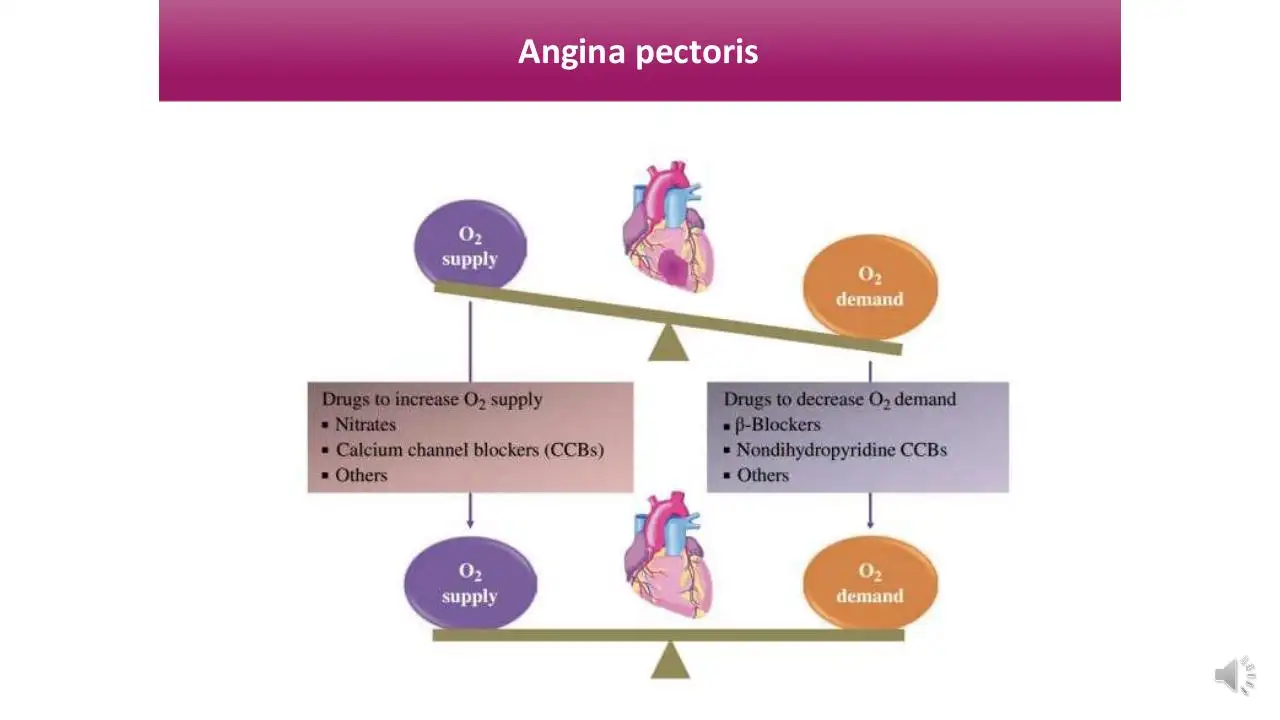 Angina pectoris
O2
supply
O2
demand
Drugs to increase O2 supply
▪ Nitrates
▪ Calcium channel blockers (CCBs)
▪ Others
Drugs to decrease O2 demand
▪ β-Blockers
▪ Nondihydropyridine CCBs
▪ Others
O2
supply
O2
demand